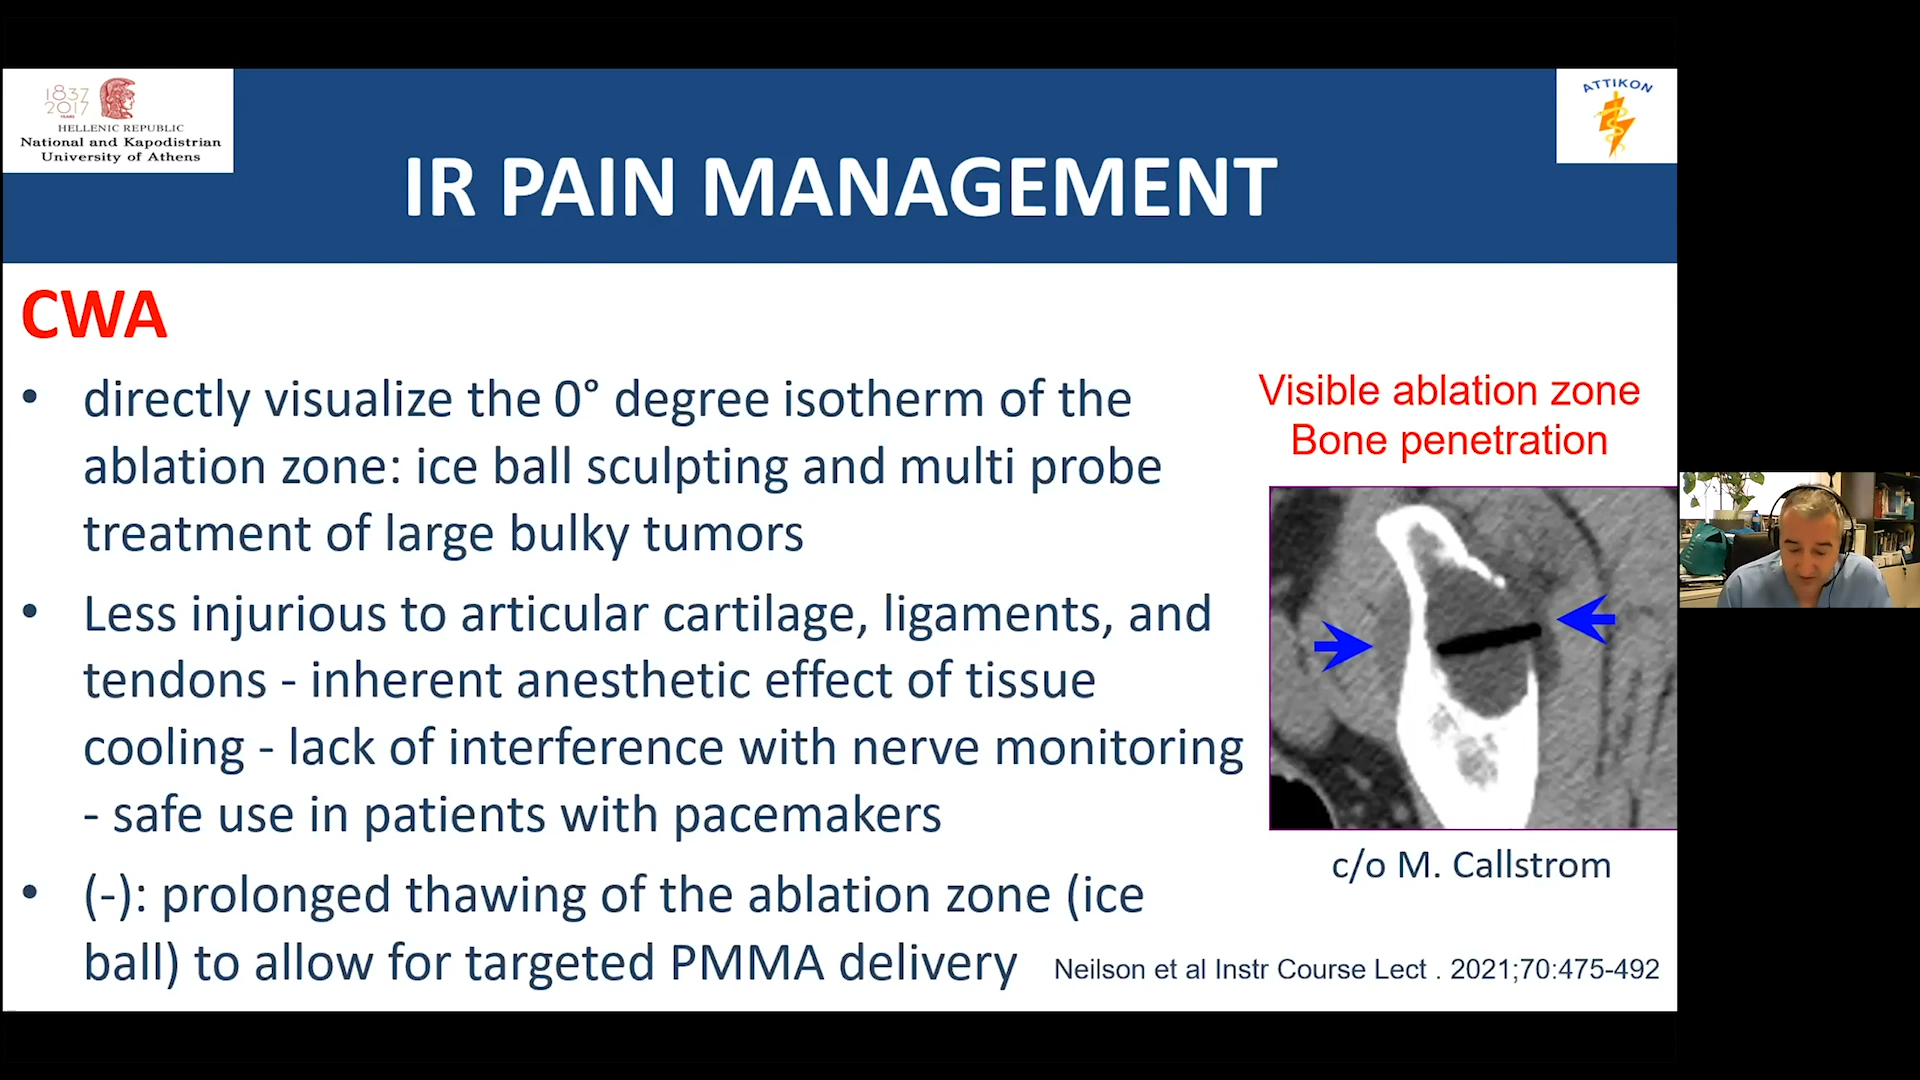 1837
2017
YEARS
HELLENIC REPUBLIC
National and Kapodistrian
University of Athens
ATTIKON
IR PAIN MANAGEMENT
CWA
• directly visualize the 0° degree isotherm of the
ablation zone: ice ball sculpting and multi probe
treatment of large bulky tumors
• Less injurious to articular cartilage, ligaments, and
tendons - inherent anesthetic effect of tissue
cooling - lack of interference with nerve monitoring
- safe use in patients with pacemakers
• (-): prolonged thawing of the ablation zone (ice
ball) to allow for targeted PMMA delivery
Visible ablation zone
Bone penetration
c/o M. Callstrom
Neilson et al Instr Course Lect . 2021;70:475-492